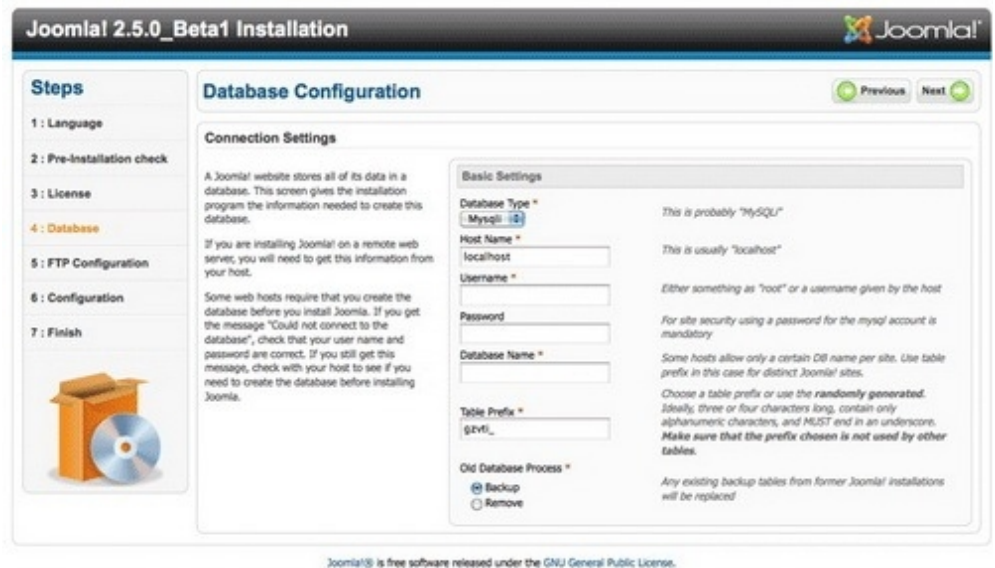 Joomla! 2.5.0_Beta1 Installation
Joomla!
Steps
1 : Language
2 : Pre-Installation check
3 : License
4 : Database
5 : FTP Configuration
6 : Configuration
7 : Finish
Database Configuration
Previous
Next
Connection Settings
A Joomla! website stores all of its data in a
database. This screen gives the installation
program the information needed to create this
database.
If you are installing Joomla! on a remote web
server, you will need to get this information from
your host.
Some web hosts require that you create the
database before you install Joomla. If you get
the message "Could not connect to the
database", check that your user name and
password are correct. If you still get this
message, check with your host to see if you
need to create the database before installing
Joomla.
Basic Settings
Database Type *
Mysqli
This is probably "MySQLi"
Host Name *
localhost
This is usually "localhost"
Username *
Either something as "root" or a username given by the host
Password
For site security using a password for the mysql account is
mandatory
Database Name *
Some hosts allow only a certain DB name per site. Use table
prefix in this case for distinct Joomla! sites.
Table Prefix *
gzvti_
Choose a table prefix or use the randomly generated.
Ideally, three or four characters long, contain only
alphanumeric characters, and MUST end in an underscore.
Make sure that the prefix chosen is not used by other
tables.
Old Database Process *
Backup
Remove
Any existing backup tables from former Joomla! installations
will be replaced
Joomla!® is free software released under the GNU General Public License.